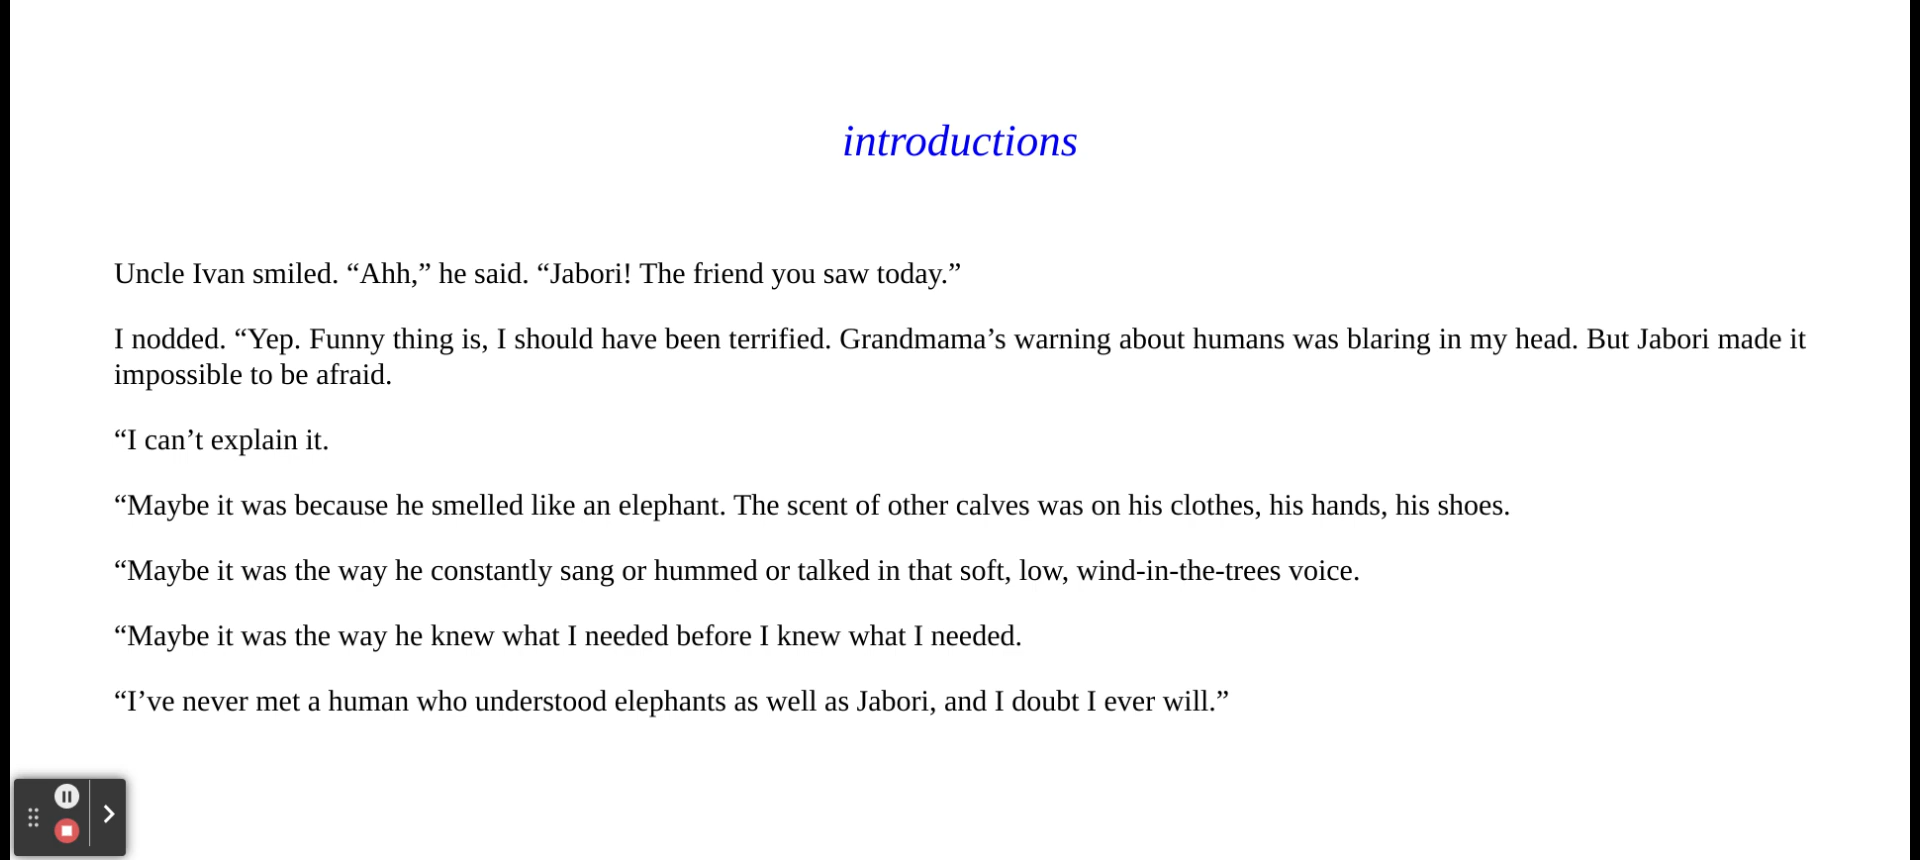 introductions
Uncle Ivan smiled. “Ahh,” he said. “Jabori! The friend you saw today.”
I nodded. “Yep. Funny thing is, I should have been terrified. Grandmama’s warning about humans was blaring in my head. But Jabori made it
impossible to be afraid.
“I can’t explain it.
“Maybe it was because he smelled like an elephant. The scent of other calves was on his clothes, his hands, his shoes.
“Maybe it was the way he constantly sang or hummed or talked in that soft, low, wind-in-the-trees voice.
“Maybe it was the way he knew what I needed before I knew what I needed.
“I’ve never met a human who understood elephants as well as Jabori, and I doubt I ever will.”